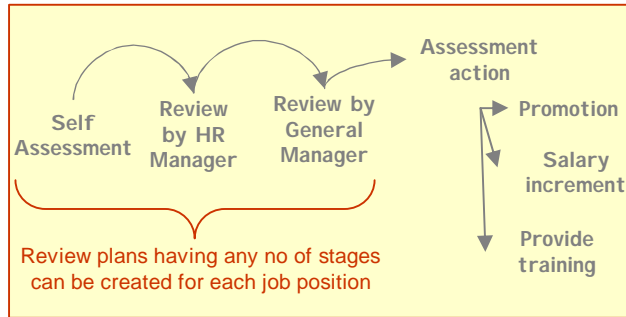 Self
Assessment
Review
by HR
Manager
Review by
General
Manager
Assessment
action
Promotion
Salary
increment
Provide
training
Review plans having any no of stages
can be created for each job position